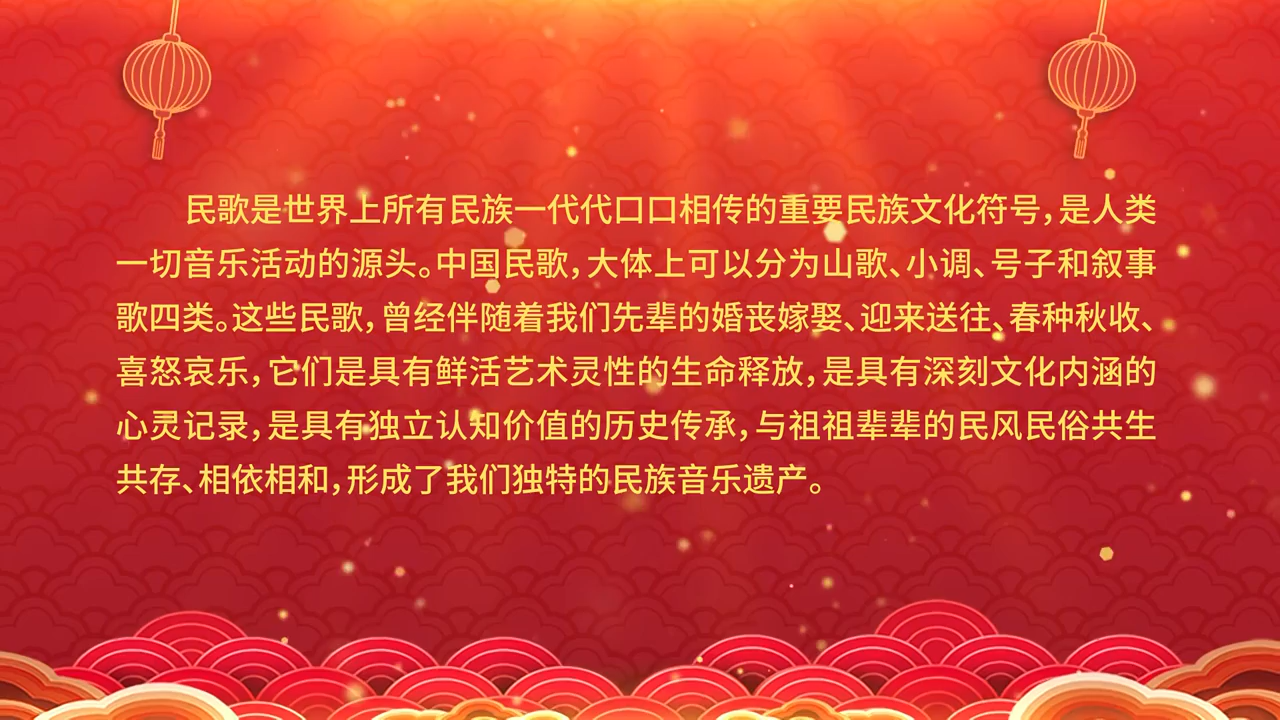 民歌是世界上所有民族一代代口口相传的重要民族文化符号，是人类
一切音乐活动的源头。中国民歌，大体上可以分为山歌、小调、号子和叙事
歌四类。这些民歌，曾经伴随着我们先辈的婚丧嫁娶、迎来送往、春种秋收、
喜怒哀乐，它们是具有鲜活艺术灵性的生命释放，是具有深刻文化内涵的
心灵记录，是具有独立认知价值的历史传承，与祖祖辈辈的民风民俗共生
共存、相依相和，形成了我们独特的民族音乐遗产。